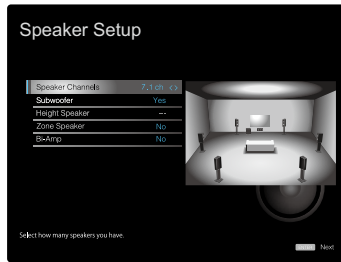 Speaker Setup
Speaker Channels 7.1 ch <>
Subwoofer Yes
Height Speaker ---
Zone Speaker No
Bi-Amp No
Select how many speakers you have.
Next